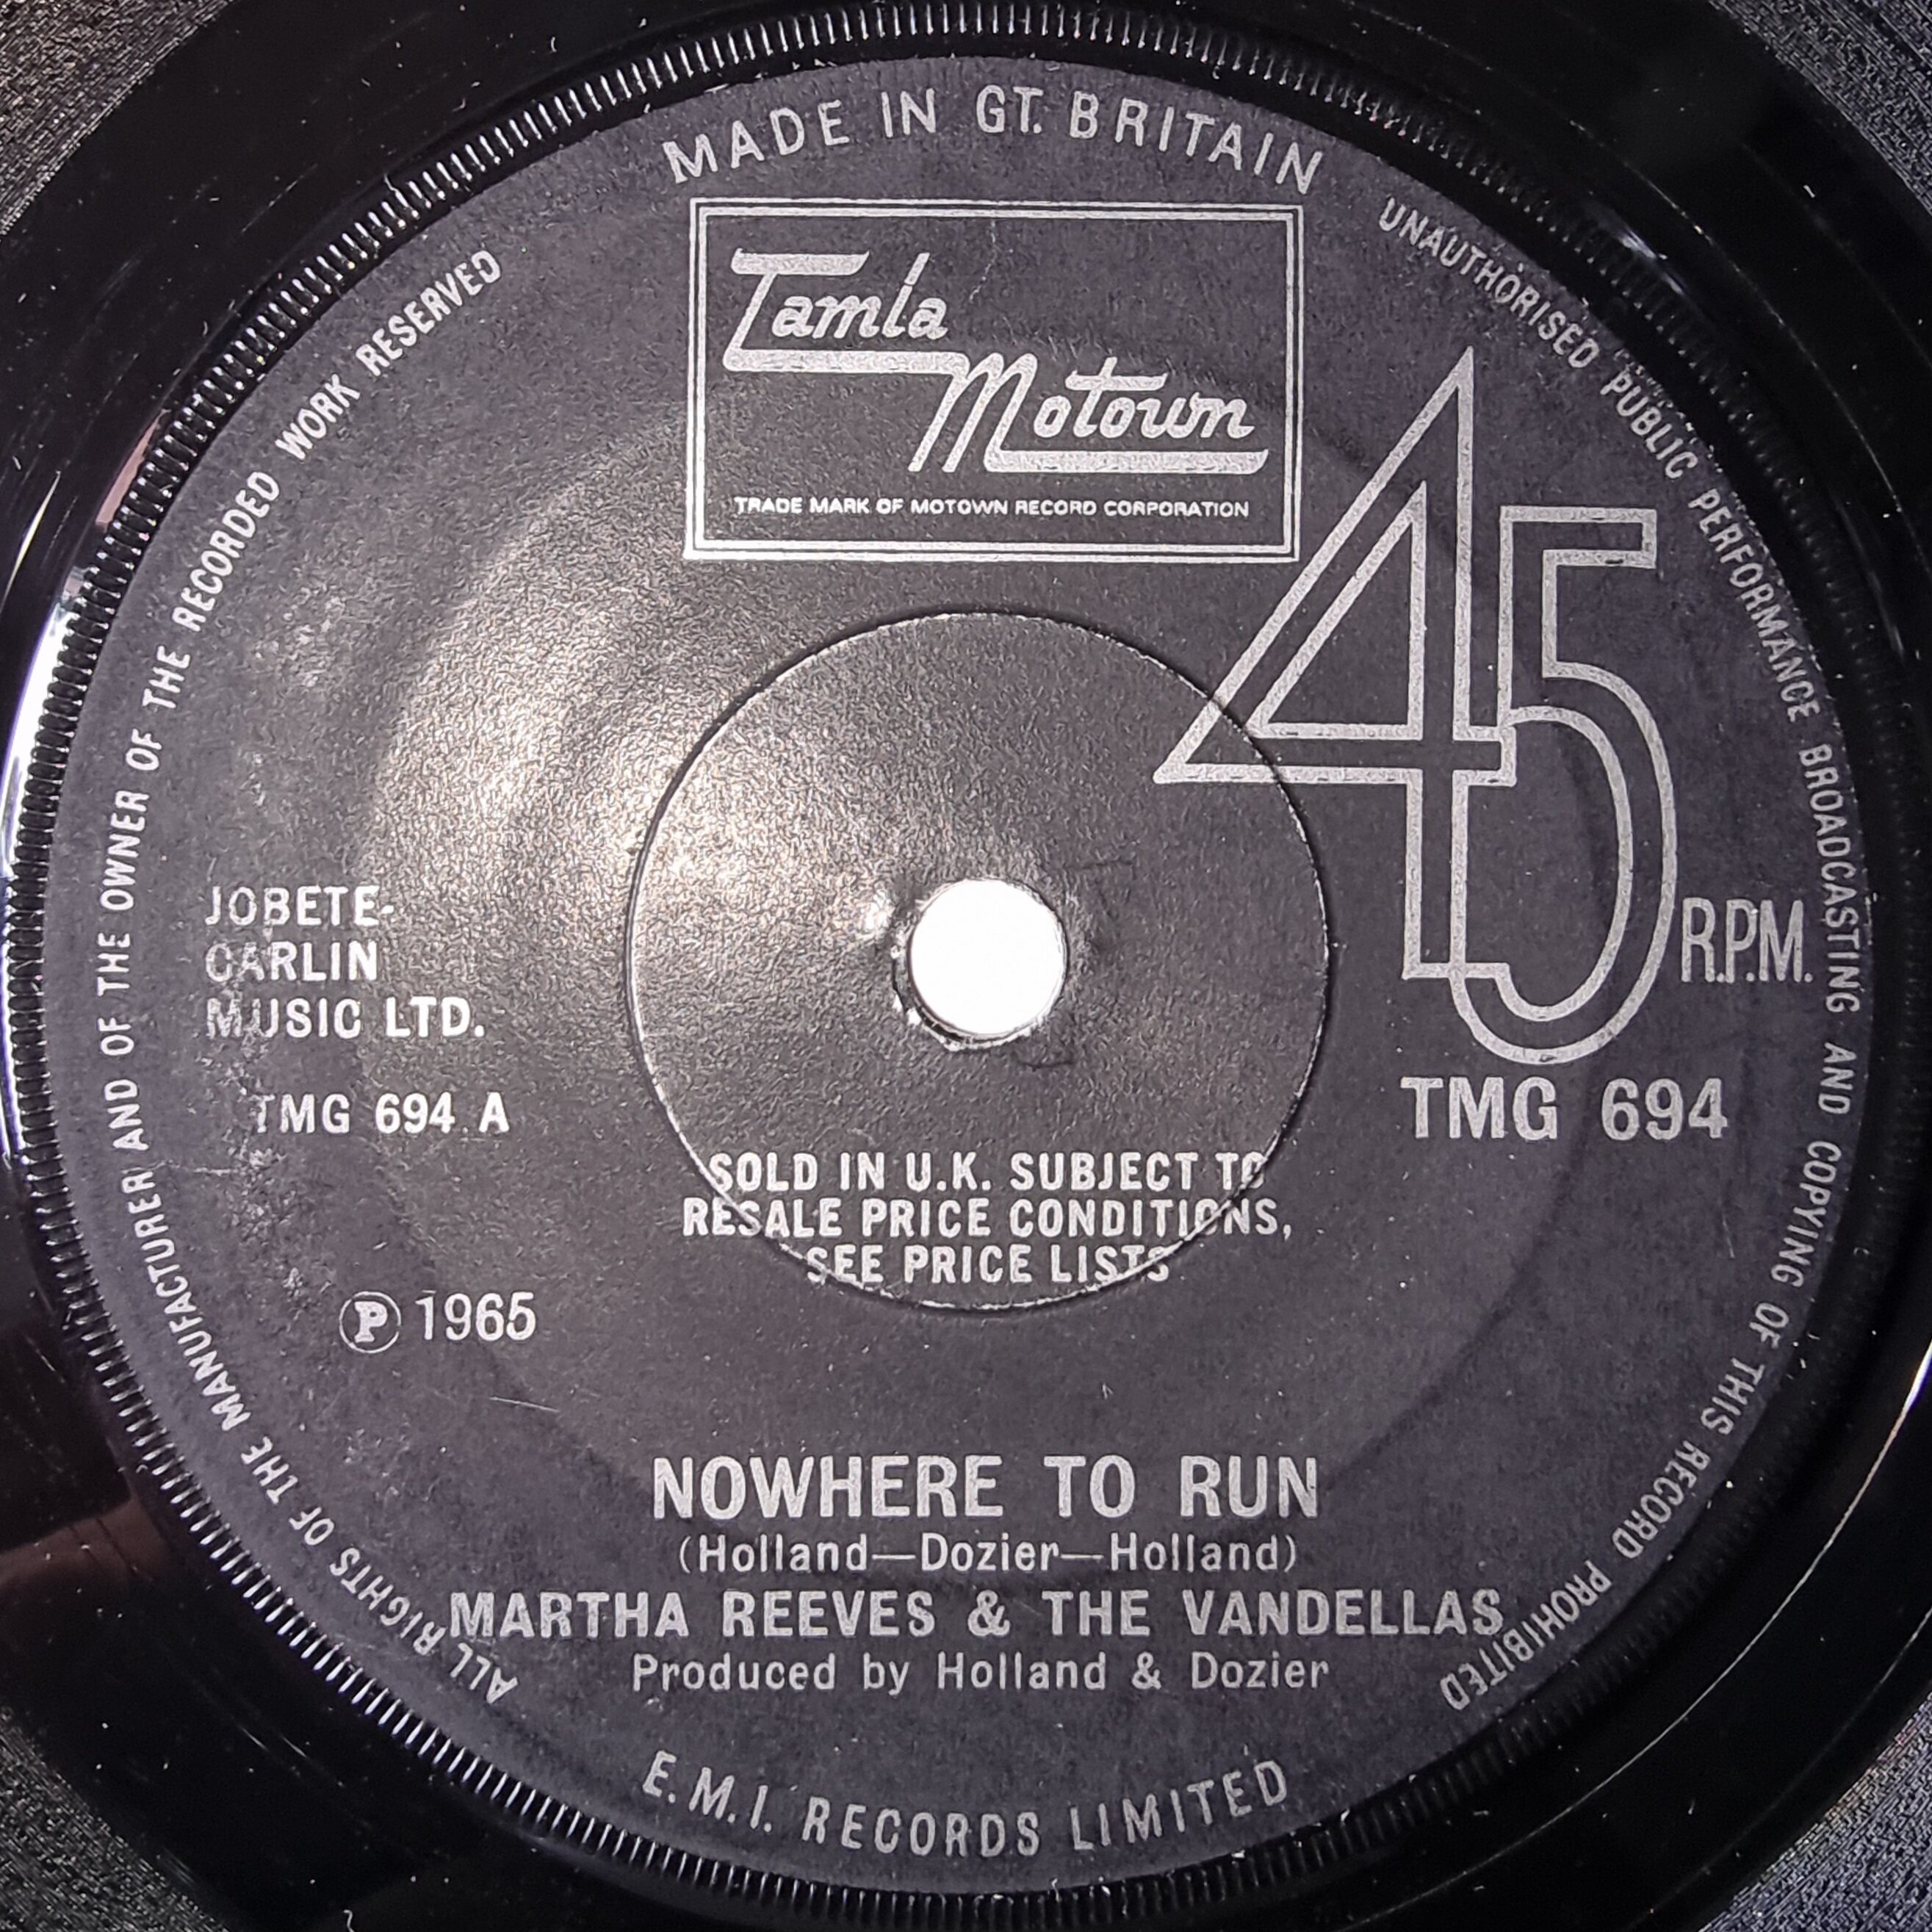 MADE IN GT. BRITAIN
Tamla
Motown
TRADE MARK OF MOTOWN RECORD CORPORATION
45
R.P.M.
JOBETE-
CARLIN
MUSIC LTD.
TMG 694 A
TMG 694
SOLD IN U.K. SUBJECT TO
RESALE PRICE CONDITIONS,
SEE PRICE LISTS
Ⓟ 1965
NOWHERE TO RUN
(Holland—Dozier—Holland)
MARTHA REEVES & THE VANDELLAS
Produced by Holland & Dozier
E.M.I. RECORDS LIMITED
ALL RIGHTS OF THE MANUFACTURER AND OF THE OWNER OF THE RECORDED WORK RESERVED
UNAUTHORISED PUBLIC PERFORMANCE BROADCASTING AND COPYING OF THIS RECORD PROHIBITED